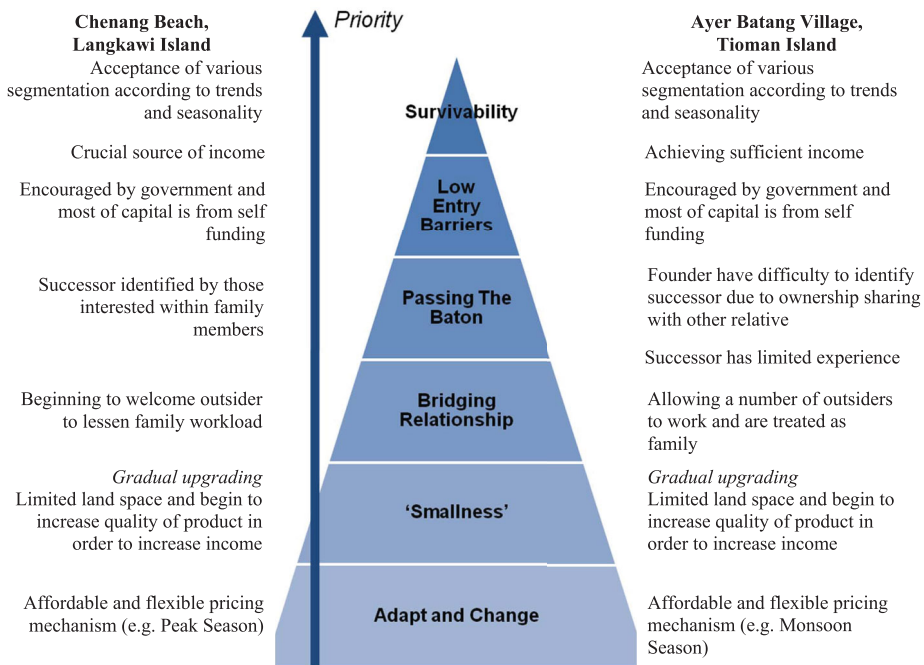 Chenang Beach,
Langkawi Island
Acceptance of various
segmentation according to trends
and seasonality
Crucial source of income
Encouraged by government and
most of capital is from self
funding
Successor identified by those
interested within family
members
Beginning to welcome outsider
to lessen family workload
Gradual upgrading
Limited land space and begin to
increase quality of product in
order to increase income
Affordable and flexible pricing
mechanism (e.g. Peak Season)
Priority
Survivability
Low
Entry
Barriers
Passing The
Baton
Bridging
Relationship
‘Smallness’
Adapt and Change
Ayer Batang Village,
Tioman Island
Acceptance of various
segmentation according to trends
and seasonality
Achieving sufficient income
Encouraged by government and
most of capital is from self
funding
Founder have difficulty to identify
successor due to ownership sharing
with other relative
Successor has limited experience
Allowing a number of outsiders
to work and are treated as
family
Gradual upgrading
Limited land space and begin to
increase quality of product in
order to increase income
Affordable and flexible pricing
mechanism (e.g. Monsoon
Season)